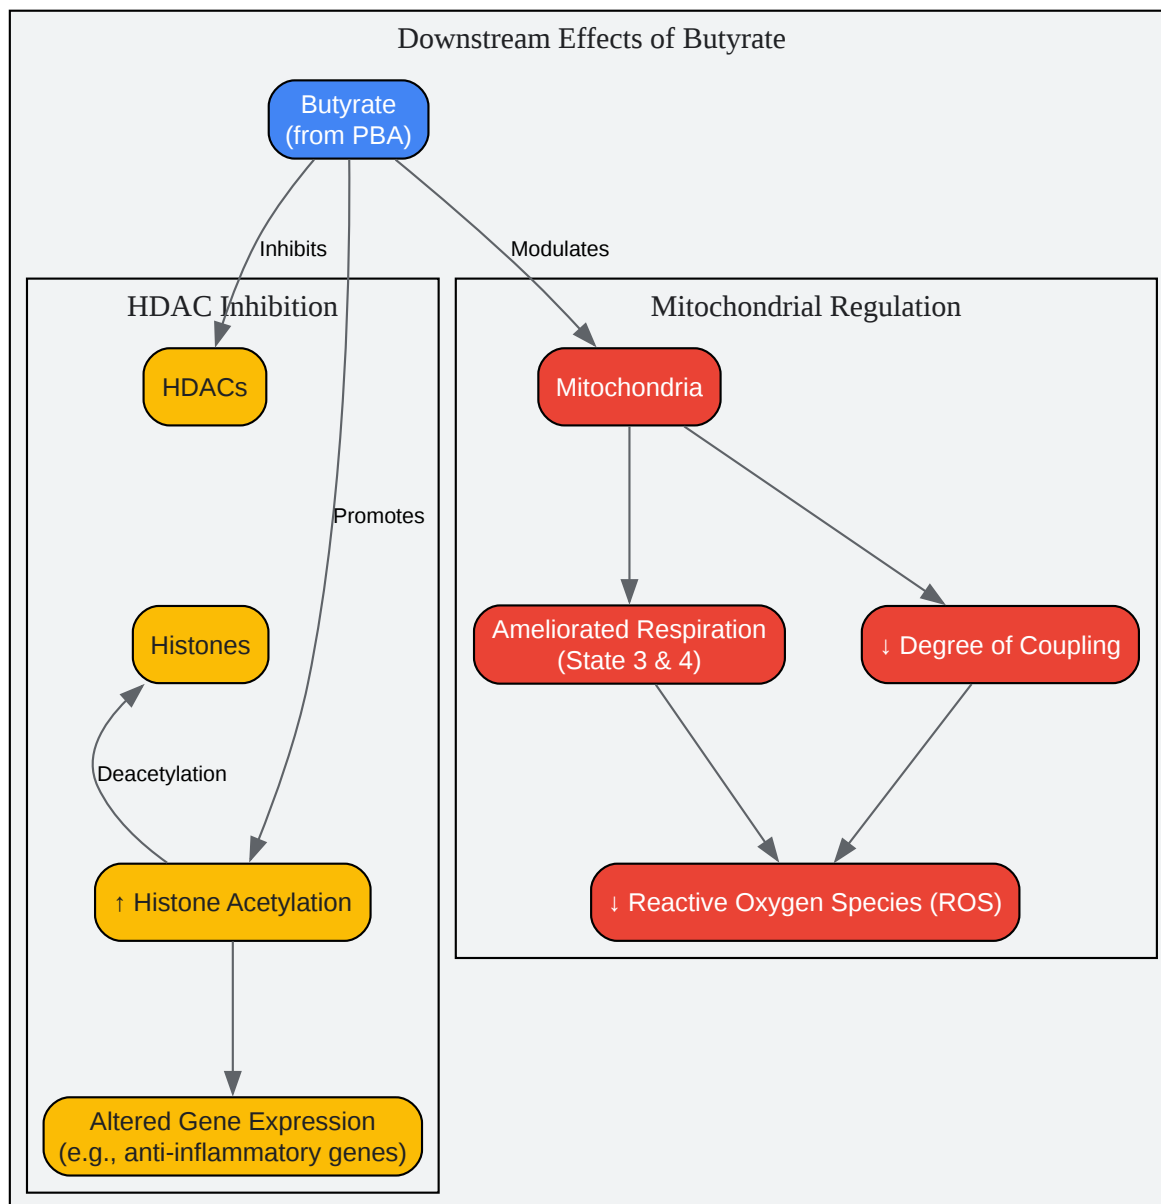 Downstream Effects of Butyrate
Butyrate
(from PBA)
Inhibits
Modulates
HDAC Inhibition
Mitochondrial Regulation
HDACs
Mitochondria
Promotes
Histones
Ameliorated Respiration
(State 3 & 4)
↓ Degree of Coupling
Deacetylation
↑ Histone Acetylation
↓ Reactive Oxygen Species (ROS)
Altered Gene Expression
(e.g., anti-inflammatory genes)